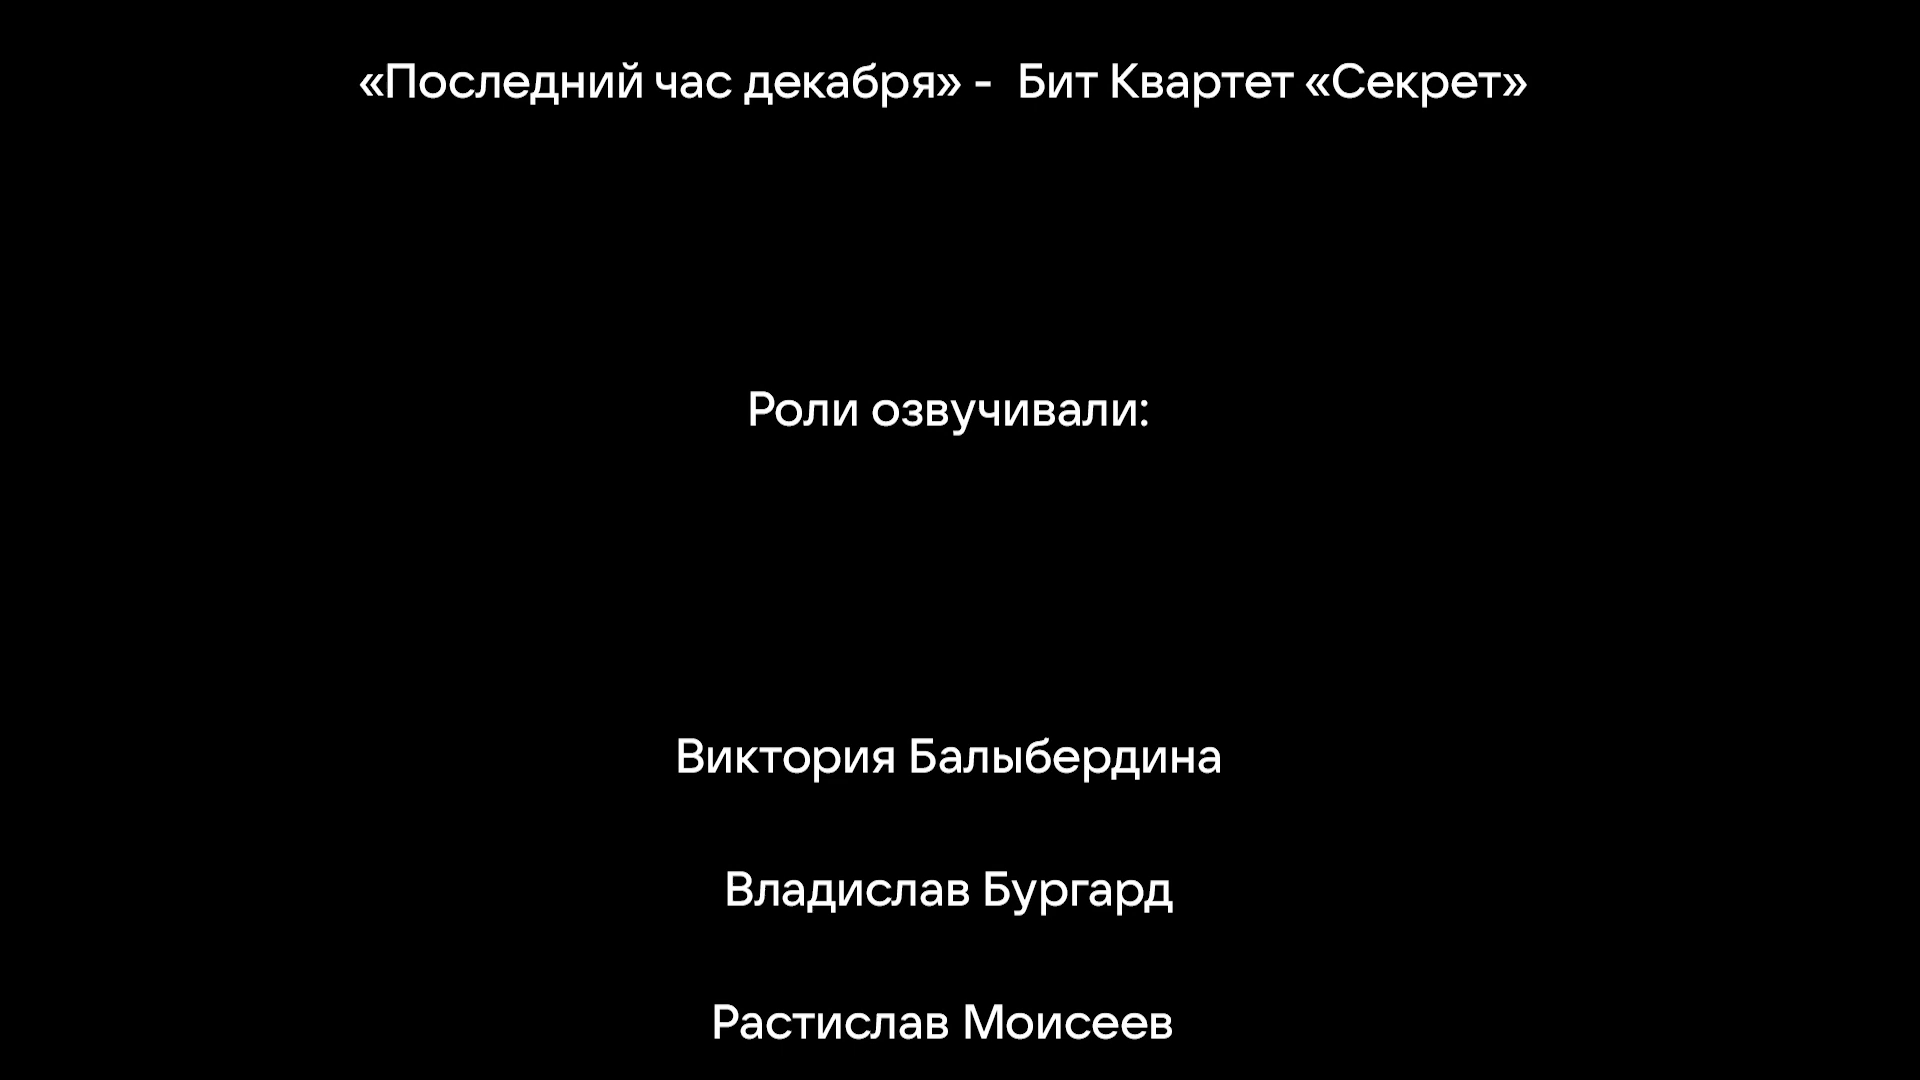 «Последний час декабря» -  Бит Квартет «Секрет»
Роли озвучивали:
Виктория Балыбердина
Владислав Бургард
Растислав Моисеев